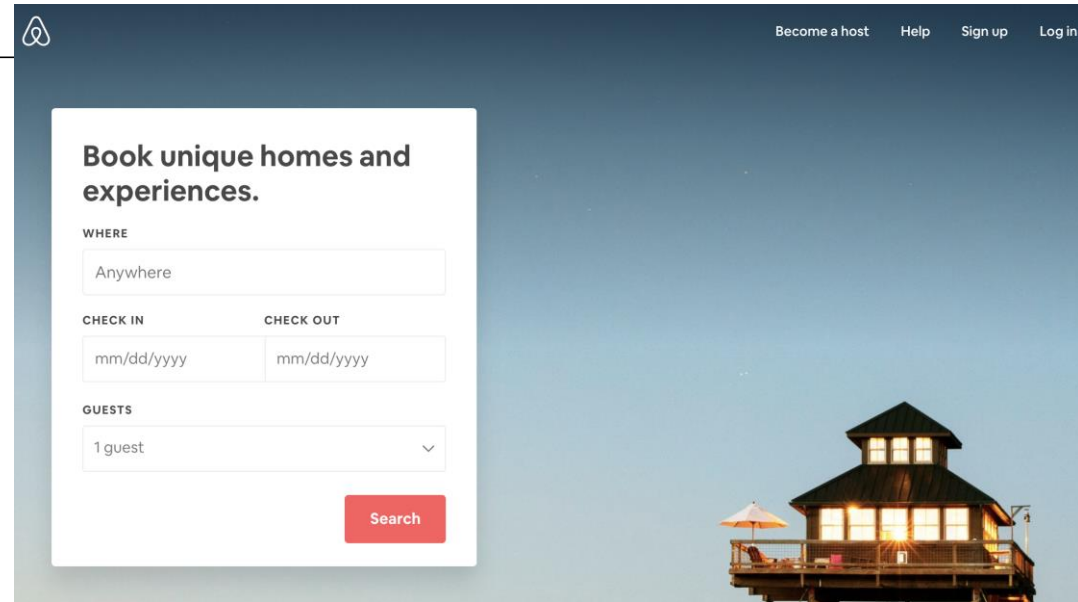 Become a host Help Sign up Log in
Book unique homes and
experiences.
WHERE
Anywhere
CHECK IN CHECK OUT
mm/dd/yyyy mm/dd/yyyy
GUESTS
1 guest
Search